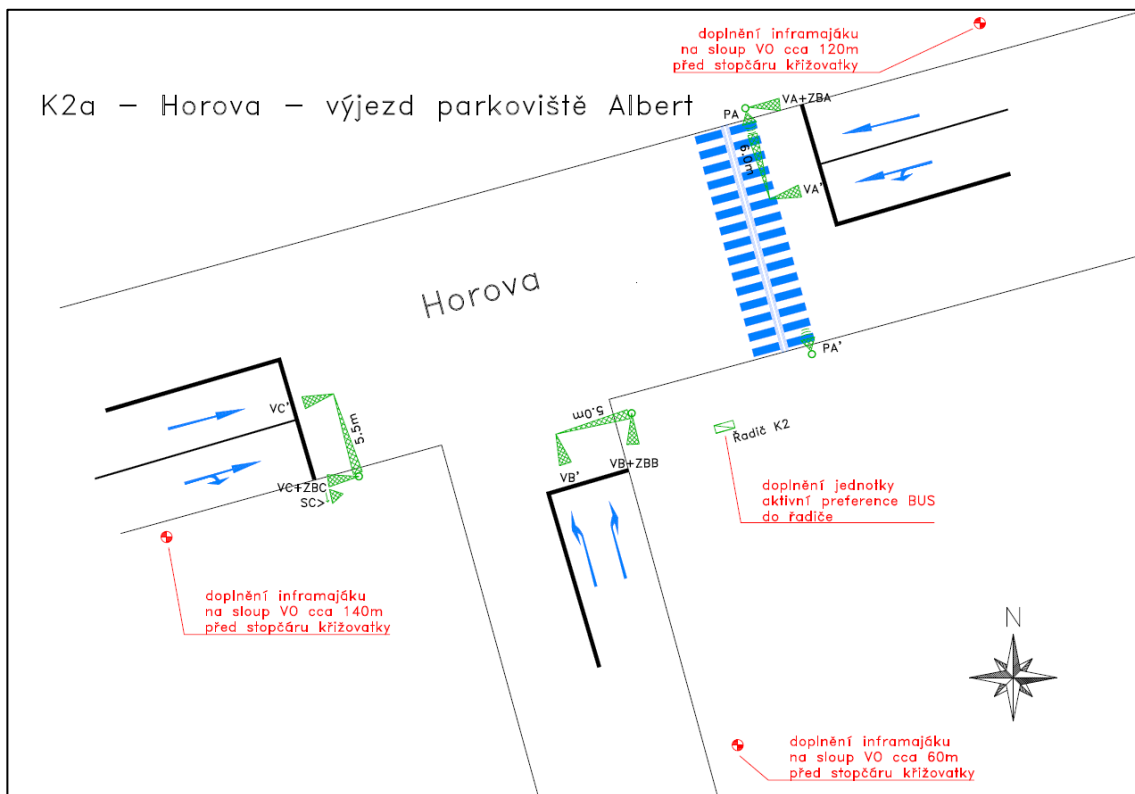 doplnění inframajáku
na sloup VO cca 120m
před stopčáru křižovatky
K2a – Horova – výjezd parkoviště Albert
PA
VA+ZBA
6.0m
VA'
Horova
PA'
VC'
5.5m
5.0m
VC+ZBC
SC>
VB'
VB+ZBB
Řadič K2
doplnění jednotky
aktivní preference BUS
do řadiče
doplnění inframajáku
na sloup VO cca 140m
před stopčáru křižovatky
N
doplnění inframajáku
na sloup VO cca 60m
před stopčáru křižovatky